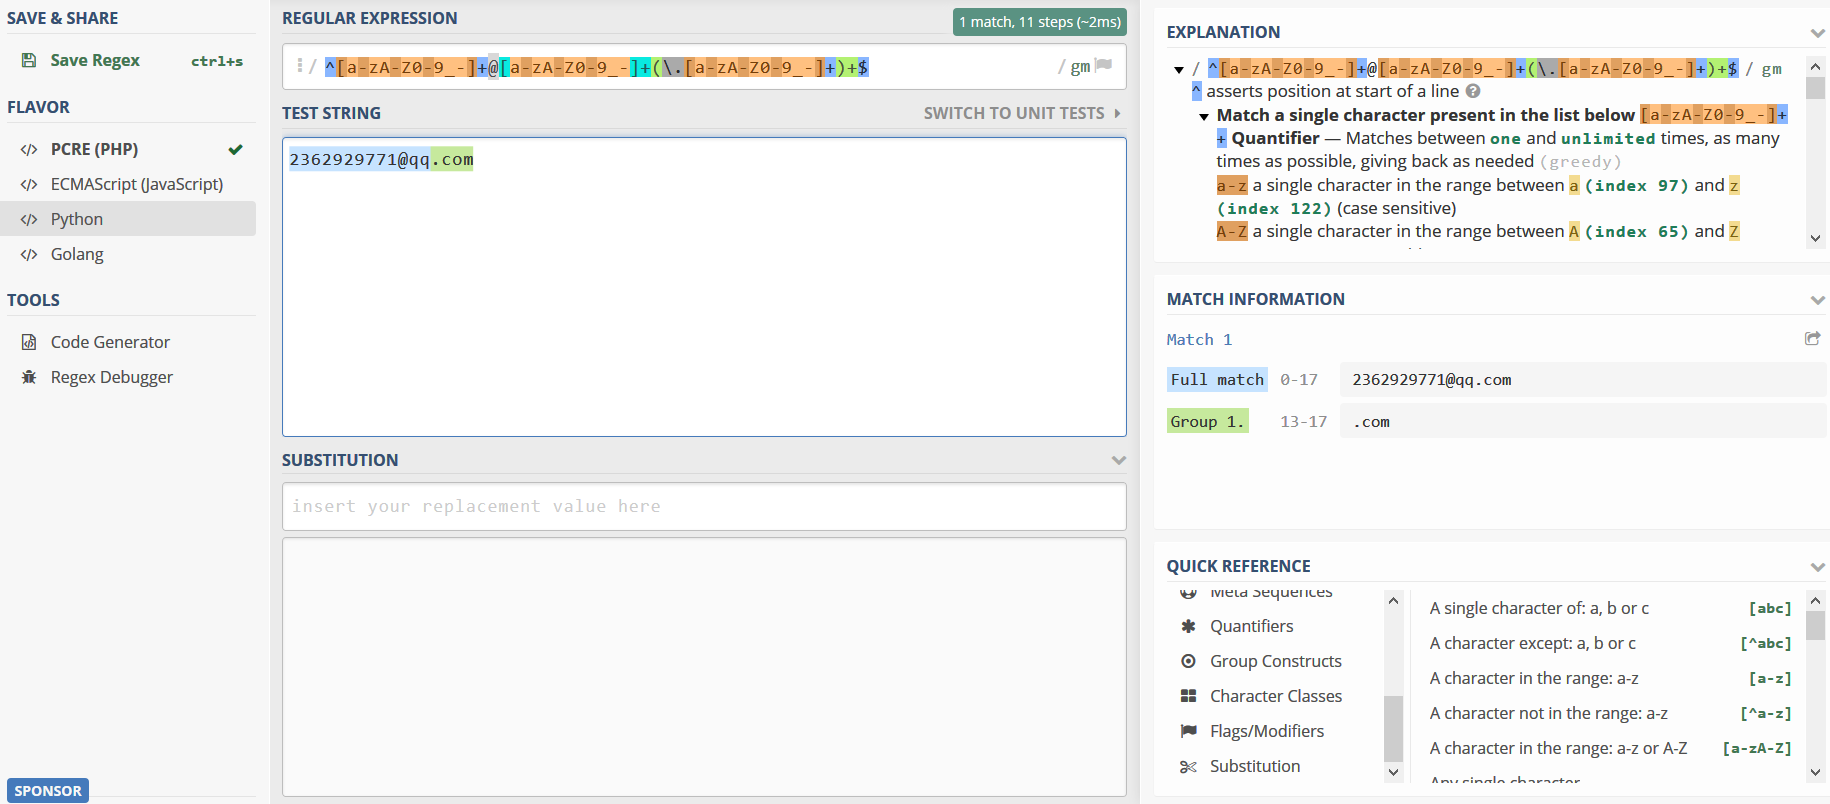 SAVE & SHARE
Save Regex ctrl+s
FLAVOR
</> PCRE (PHP)
</> ECMAScript (JavaScript)
</> Python
</> Golang
TOOLS
Code Generator
Regex Debugger
SPONSOR
REGULAR EXPRESSION
1 match, 11 steps (~2ms)
/ ^[a-zA-Z0-9_-]+@[a-zA-Z0-9_-]+(\.[a-zA-Z0-9_-]+)+$ / gm
TEST STRING SWITCH TO UNIT TESTS
2362929771@qq.com
SUBSTITUTION
insert your replacement value here
EXPLANATION
/ ^[a-zA-Z0-9_-]+@[a-zA-Z0-9_-]+(\.[a-zA-Z0-9_-]+)+$ / gm
^ asserts position at start of a line ?
Match a single character present in the list below [a-zA-Z0-9_-]+
+ Quantifier — Matches between one and unlimited times, as many
times as possible, giving back as needed (greedy)
a-z a single character in the range between a (index 97) and z
(index 122) (case sensitive)
A-Z a single character in the range between A (index 65) and Z
MATCH INFORMATION
Match 1
Full match 0-17 2362929771@qq.com
Group 1. 13-17 .com
QUICK REFERENCE
Meta Sequences
Quantifiers
Group Constructs
Character Classes
Flags/Modifiers
Substitution
A single character of: a, b or c [abc]
A character except: a, b or c [^abc]
A character in the range: a-z [a-z]
A character not in the range: a-z [^a-z]
A character in the range: a-z or A-Z [a-zA-Z]
Any single character